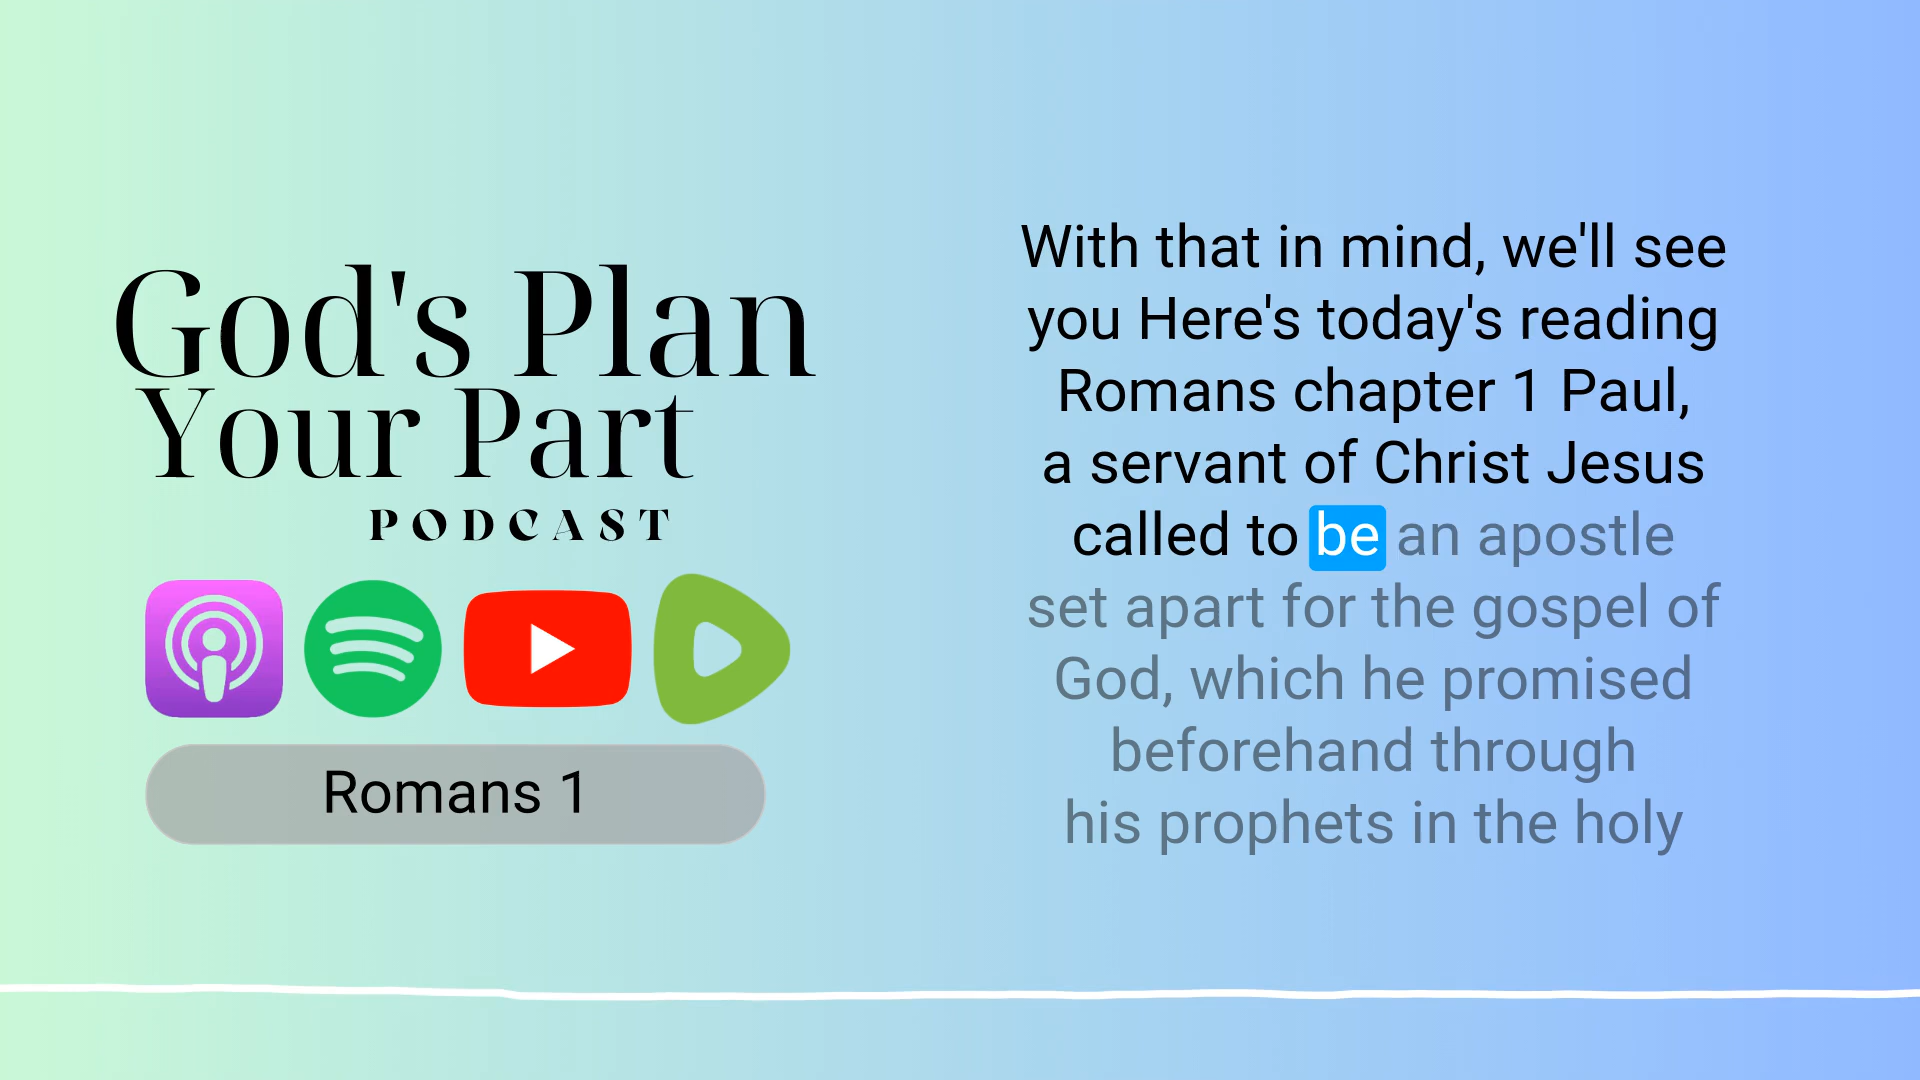 God's Plan
Your Part
PODCAST
Romans 1
With that in mind, we'll see
you Here's today's reading
Romans chapter 1 Paul,
a servant of Christ Jesus
called to be an apostle
set apart for the gospel of
God, which he promised
beforehand through
his prophets in the holy